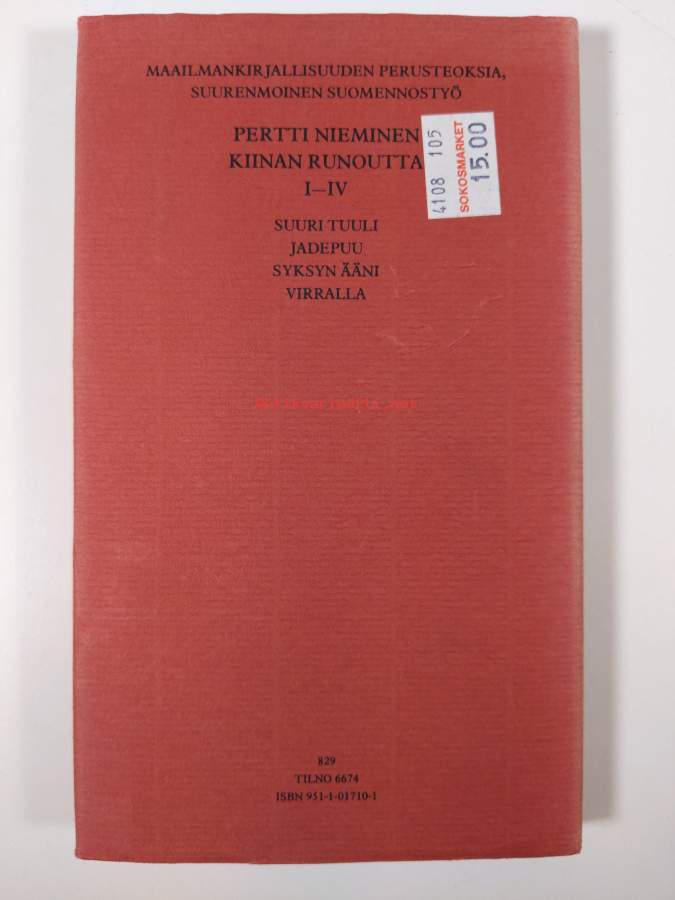 MAAILMANKIRJALLISUUDEN PERUSTEOKSIA,
SUURENMOINEN SUOMENNOSTYÖ
PERTTI NIEMINEN
KIINAN RUNOUTTA
I–IV
SUURI TUULI
JADEPUU
SYKSYN ÄÄNI
VIRRALLA
4108 105
SOKOSMARKET
15.00
829
TILNO 6674
ISBN 951-1-01710-1